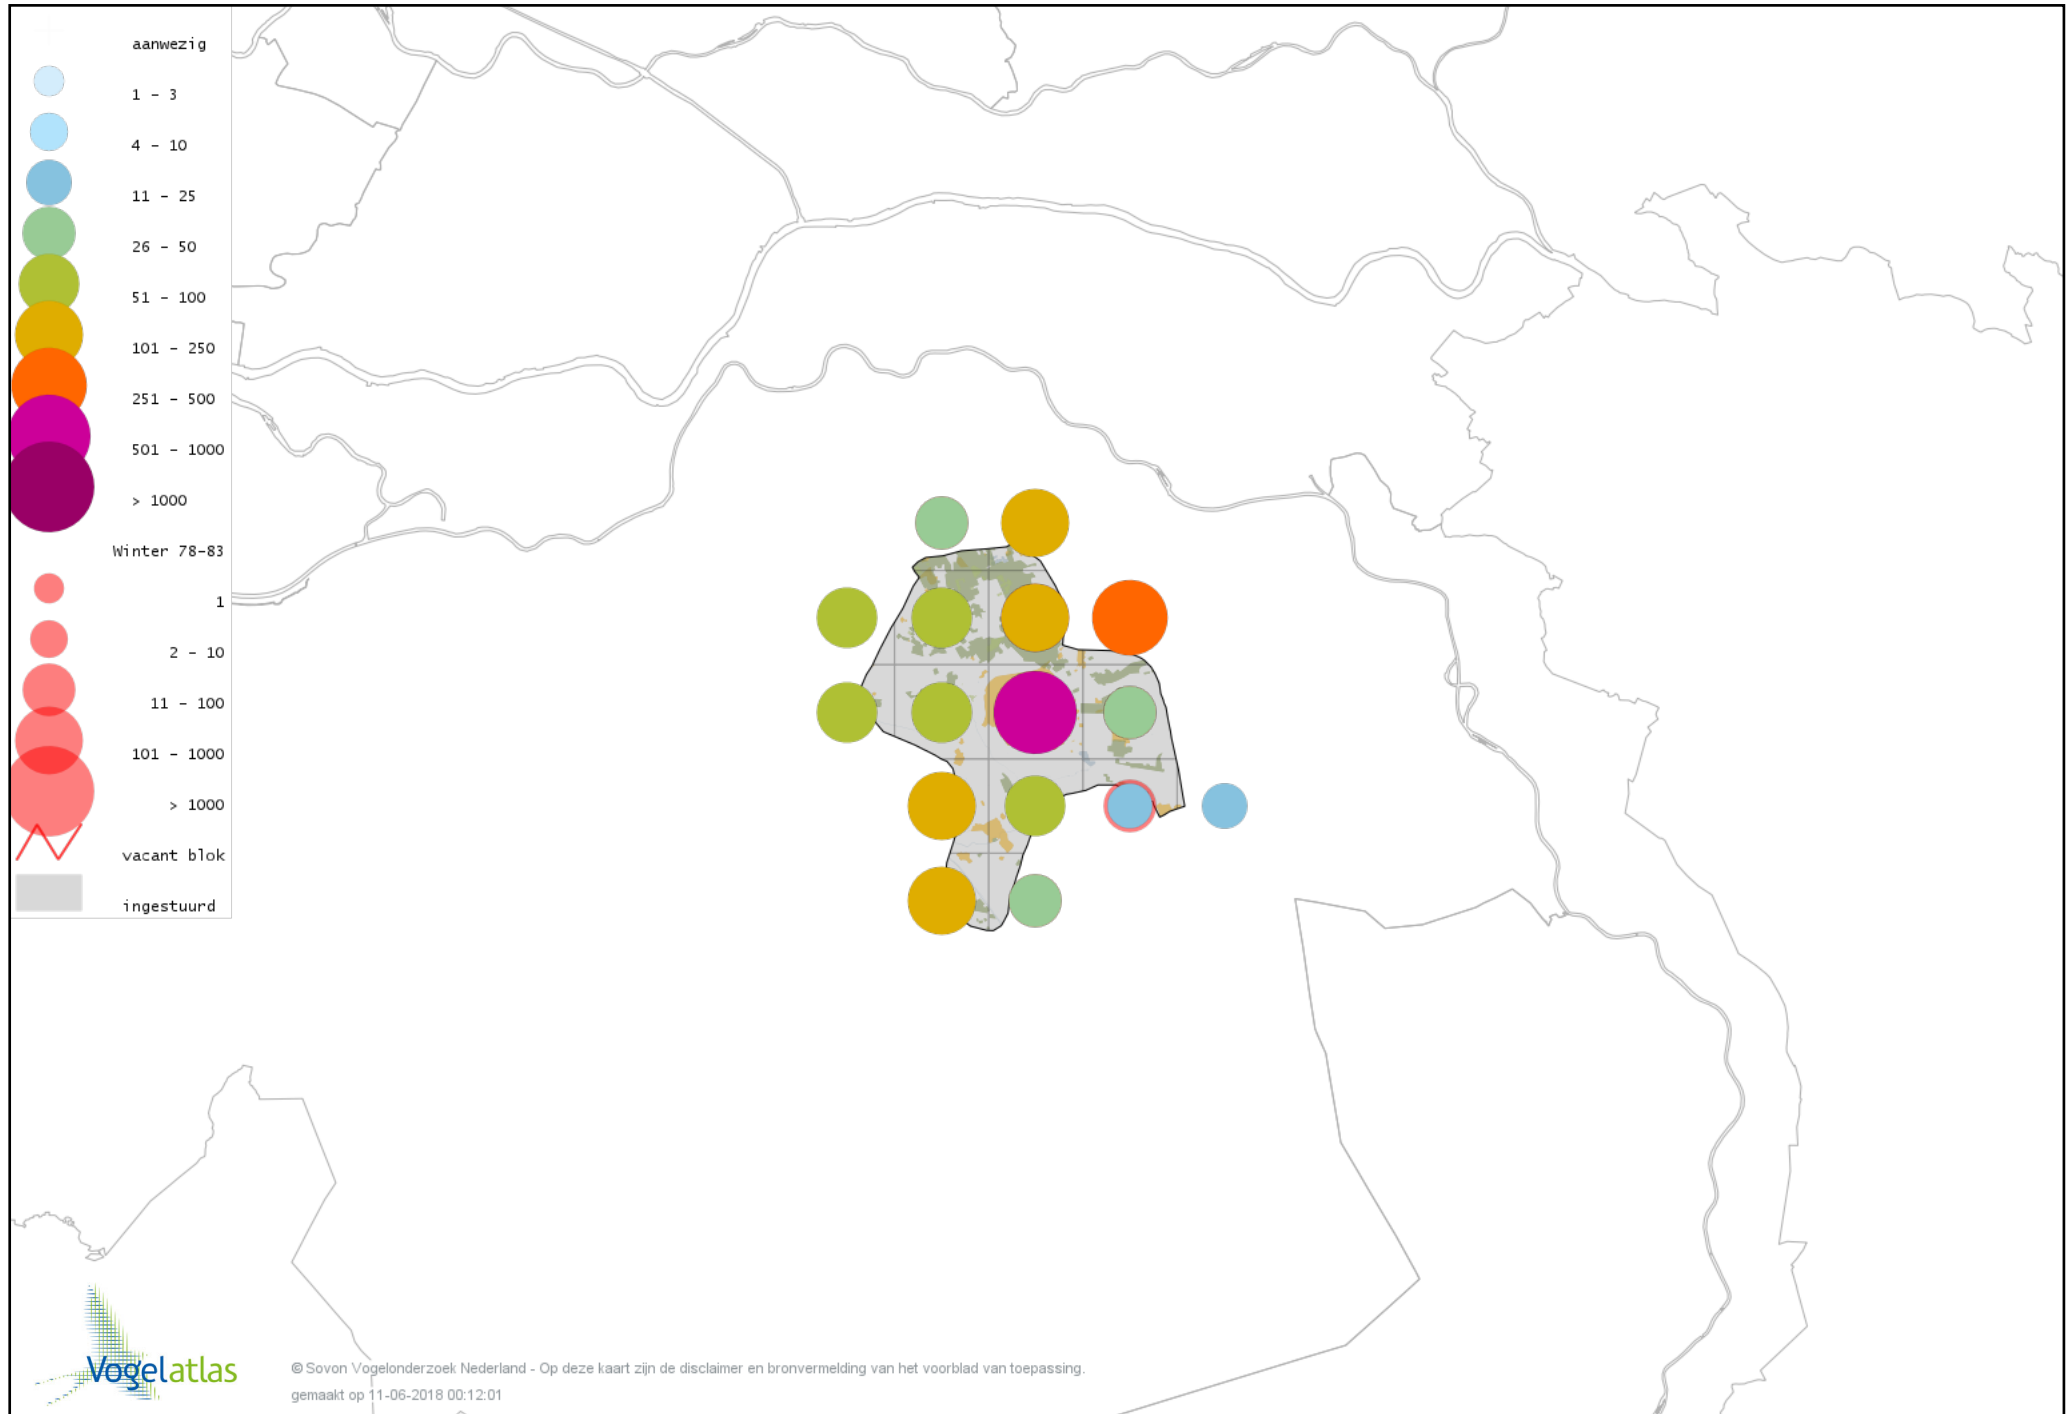 aanwezig
1 - 3
4 - 10
11 - 25
26 - 50
51 - 100
101 - 250
251 - 500
501 - 1000
> 1000
Winter 78-83
1
2 - 10
11 - 100
101 - 1000
> 1000
vacant blok
ingestuurd
Vogelatlas
© Sovon Vogelonderzoek Nederland - Op deze kaart zijn de disclaimer en bronvermelding van het voorblad van toepassing.
gemaakt op 11-06-2018 00:12:01